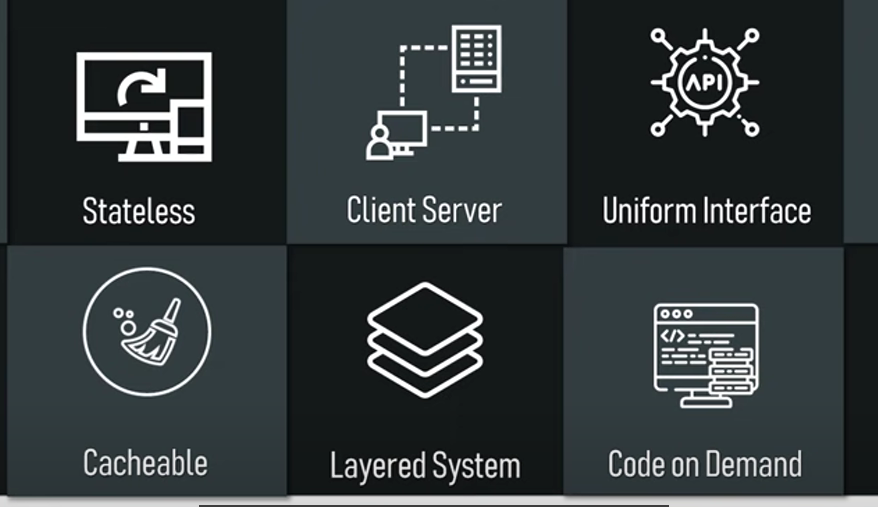 API
Stateless
Client Server
Uniform Interface
</>
Cacheable
Layered System
Code on Demand